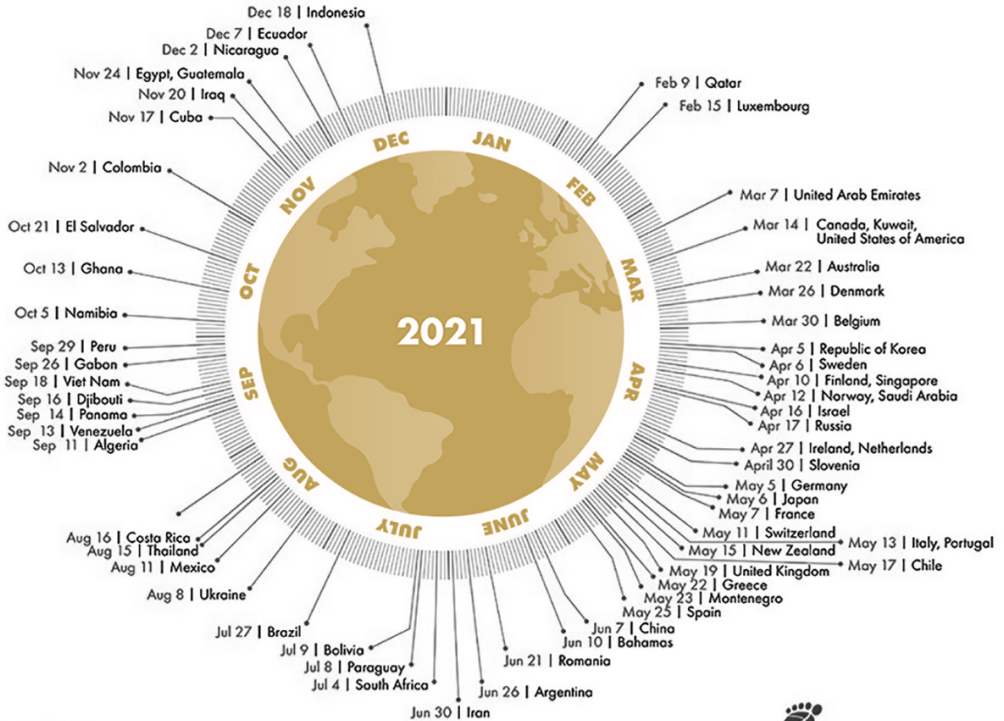 Dec 18 | Indonesia
Dec 7 | Ecuador
Dec 2 | Nicaragua
Nov 24 | Egypt, Guatemala
Nov 20 | Iraq
Nov 17 | Cuba
Nov 2 | Colombia
Oct 21 | El Salvador
Oct 13 | Ghana
Oct 5 | Namibia
Sep 29 | Peru
Sep 26 | Gabon
Sep 18 | Viet Nam
Sep 16 | Djibouti
Sep 14 | Panama
Sep 13 | Venezuela
Sep 11 | Algeria
Aug 16 | Costa Rica
Aug 15 | Thailand
Aug 11 | Mexico
Aug 8 | Ukraine
Jul 27 | Brazil
Jul 9 | Bolivia
Jul 8 | Paraguay
Jul 4 | South Africa
Jun 30 | Iran
Feb 9 | Qatar
Feb 15 | Luxembourg
Mar 7 | United Arab Emirates
Mar 14 | Canada, Kuwait,
United States of America
Mar 22 | Australia
Mar 26 | Denmark
Mar 30 | Belgium
Apr 5 | Republic of Korea
Apr 6 | Sweden
Apr 10 | Finland, Singapore
Apr 12 | Norway, Saudi Arabia
Apr 16 | Israel
Apr 17 | Russia
Apr 27 | Ireland, Netherlands
April 30 | Slovenia
May 5 | Germany
May 6 | Japan
May 7 | France
May 11 | Switzerland
May 13 | Italy, Portugal
May 15 | New Zealand
May 17 | Chile
May 19 | United Kingdom
May 22 | Greece
May 23 | Montenegro
May 25 | Spain
Jun 7 | China
Jun 10 | Bahamas
Jun 21 | Romania
Jun 26 | Argentina
JAN
FEB
MAR
APR
MAY
JUNE
JULY
AUG
SEP
OCT
NOV
DEC
2021